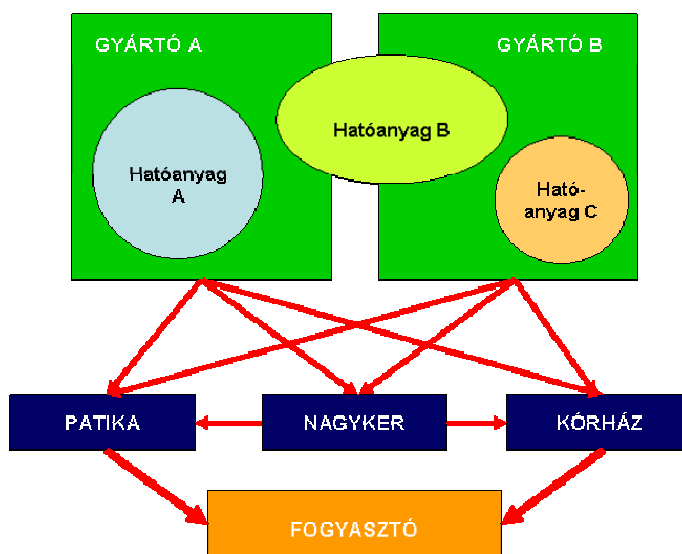 GYÁRTÓ A
GYÁRTÓ B
Hatóanyag B
Hatóanyag
A
Ható-
anyag C
PATIKA
NAGYKER
KÓRHÁZ
FOGYASZTÓ